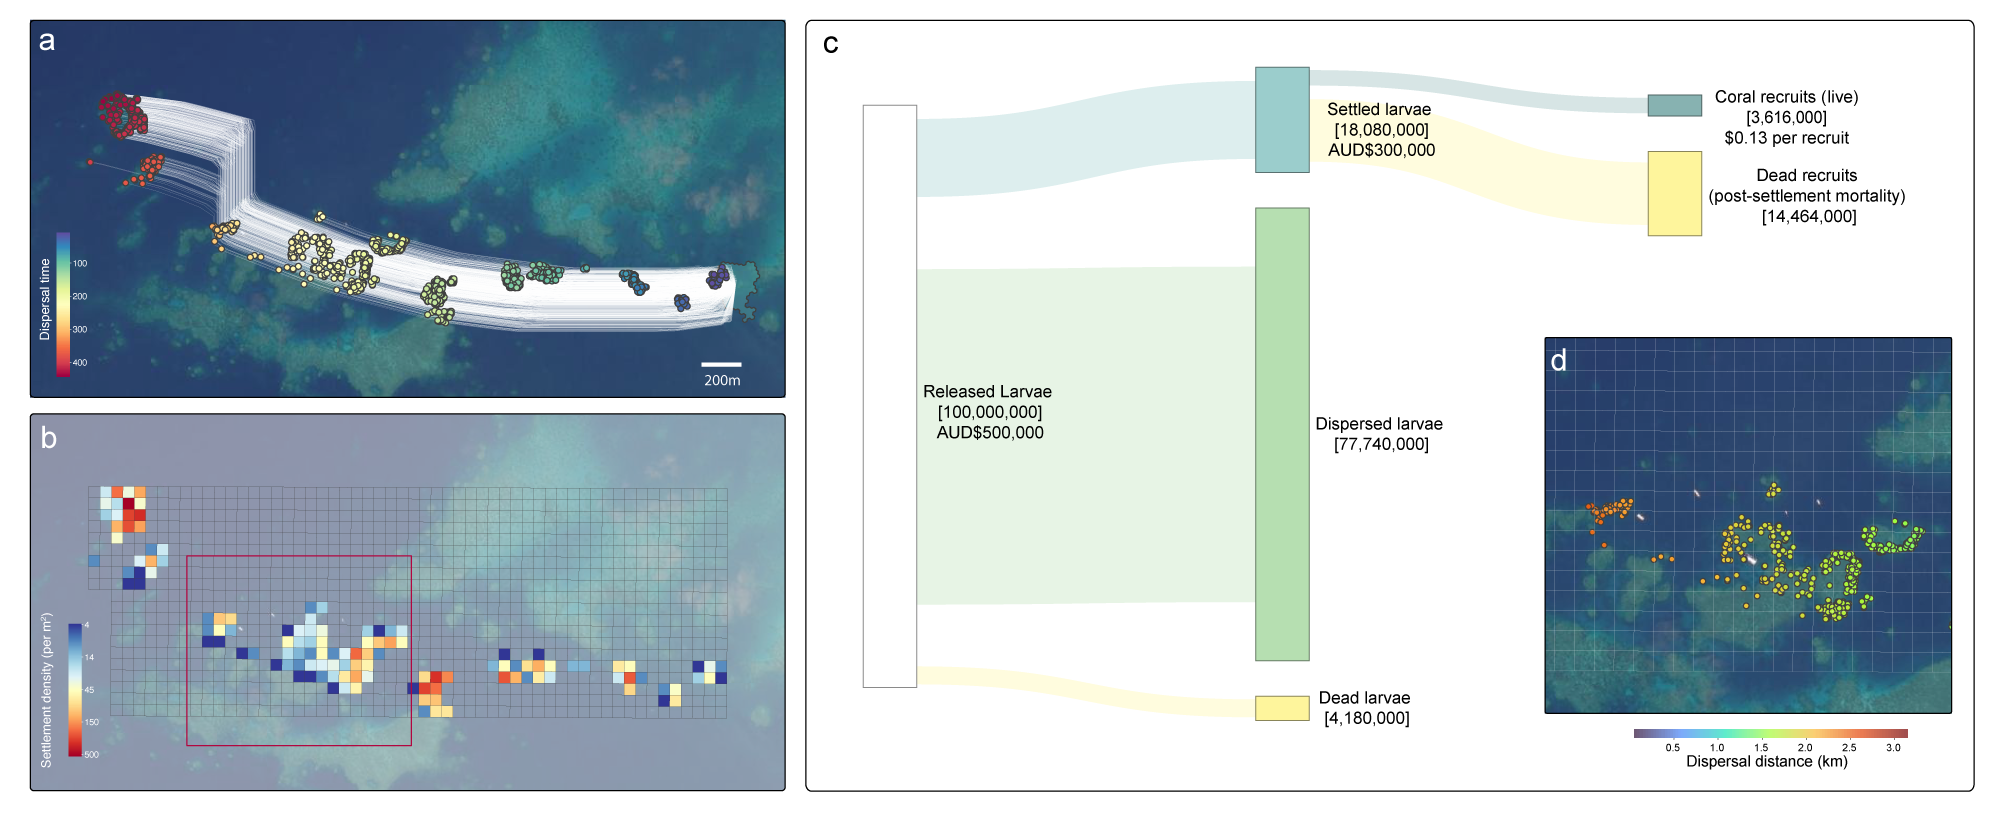 a
Dispersal time
100
200
300
400
200m
b
Settlement density (per m²)
4
14
45
150
500
c
Released Larvae
[100,000,000]
AUD$500,000
Settled larvae
[18,080,000]
AUD$300,000
Coral recruits (live)
[3,616,000]
$0.13 per recruit
Dead recruits
(post-settlement mortality)
[14,464,000]
Dispersed larvae
[77,740,000]
Dead larvae
[4,180,000]
d
0.5 1.0 1.5 2.0 2.5 3.0
Dispersal distance (km)